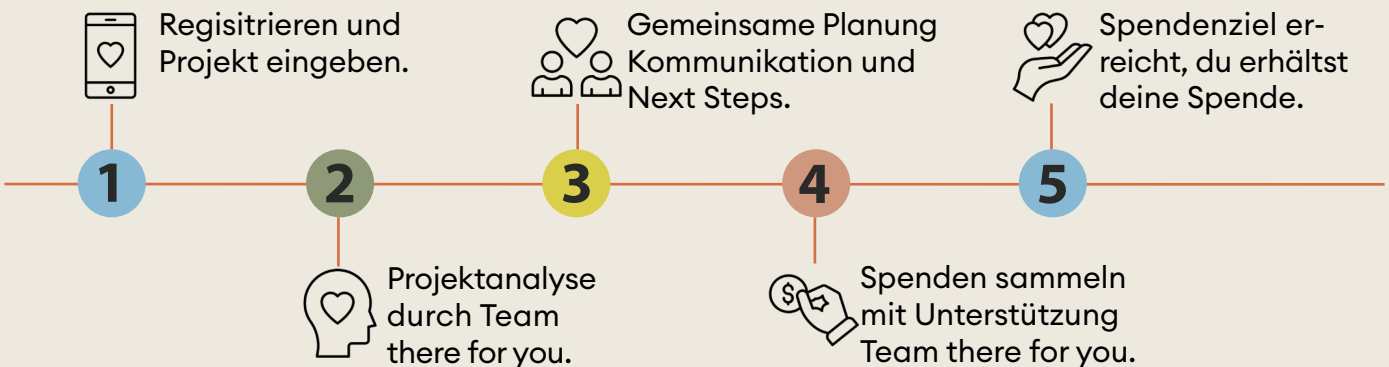 Regisitrieren und
Projekt eingeben.
Gemeinsame Planung
Kommunikation und
Next Steps.
Spendenziel er-
reicht, du erhältst
deine Spende.
1
2
3
4
5
Projektanalyse
durch Team
there for you.
$
Spenden sammeln
mit Unterstützung
Team there for you.